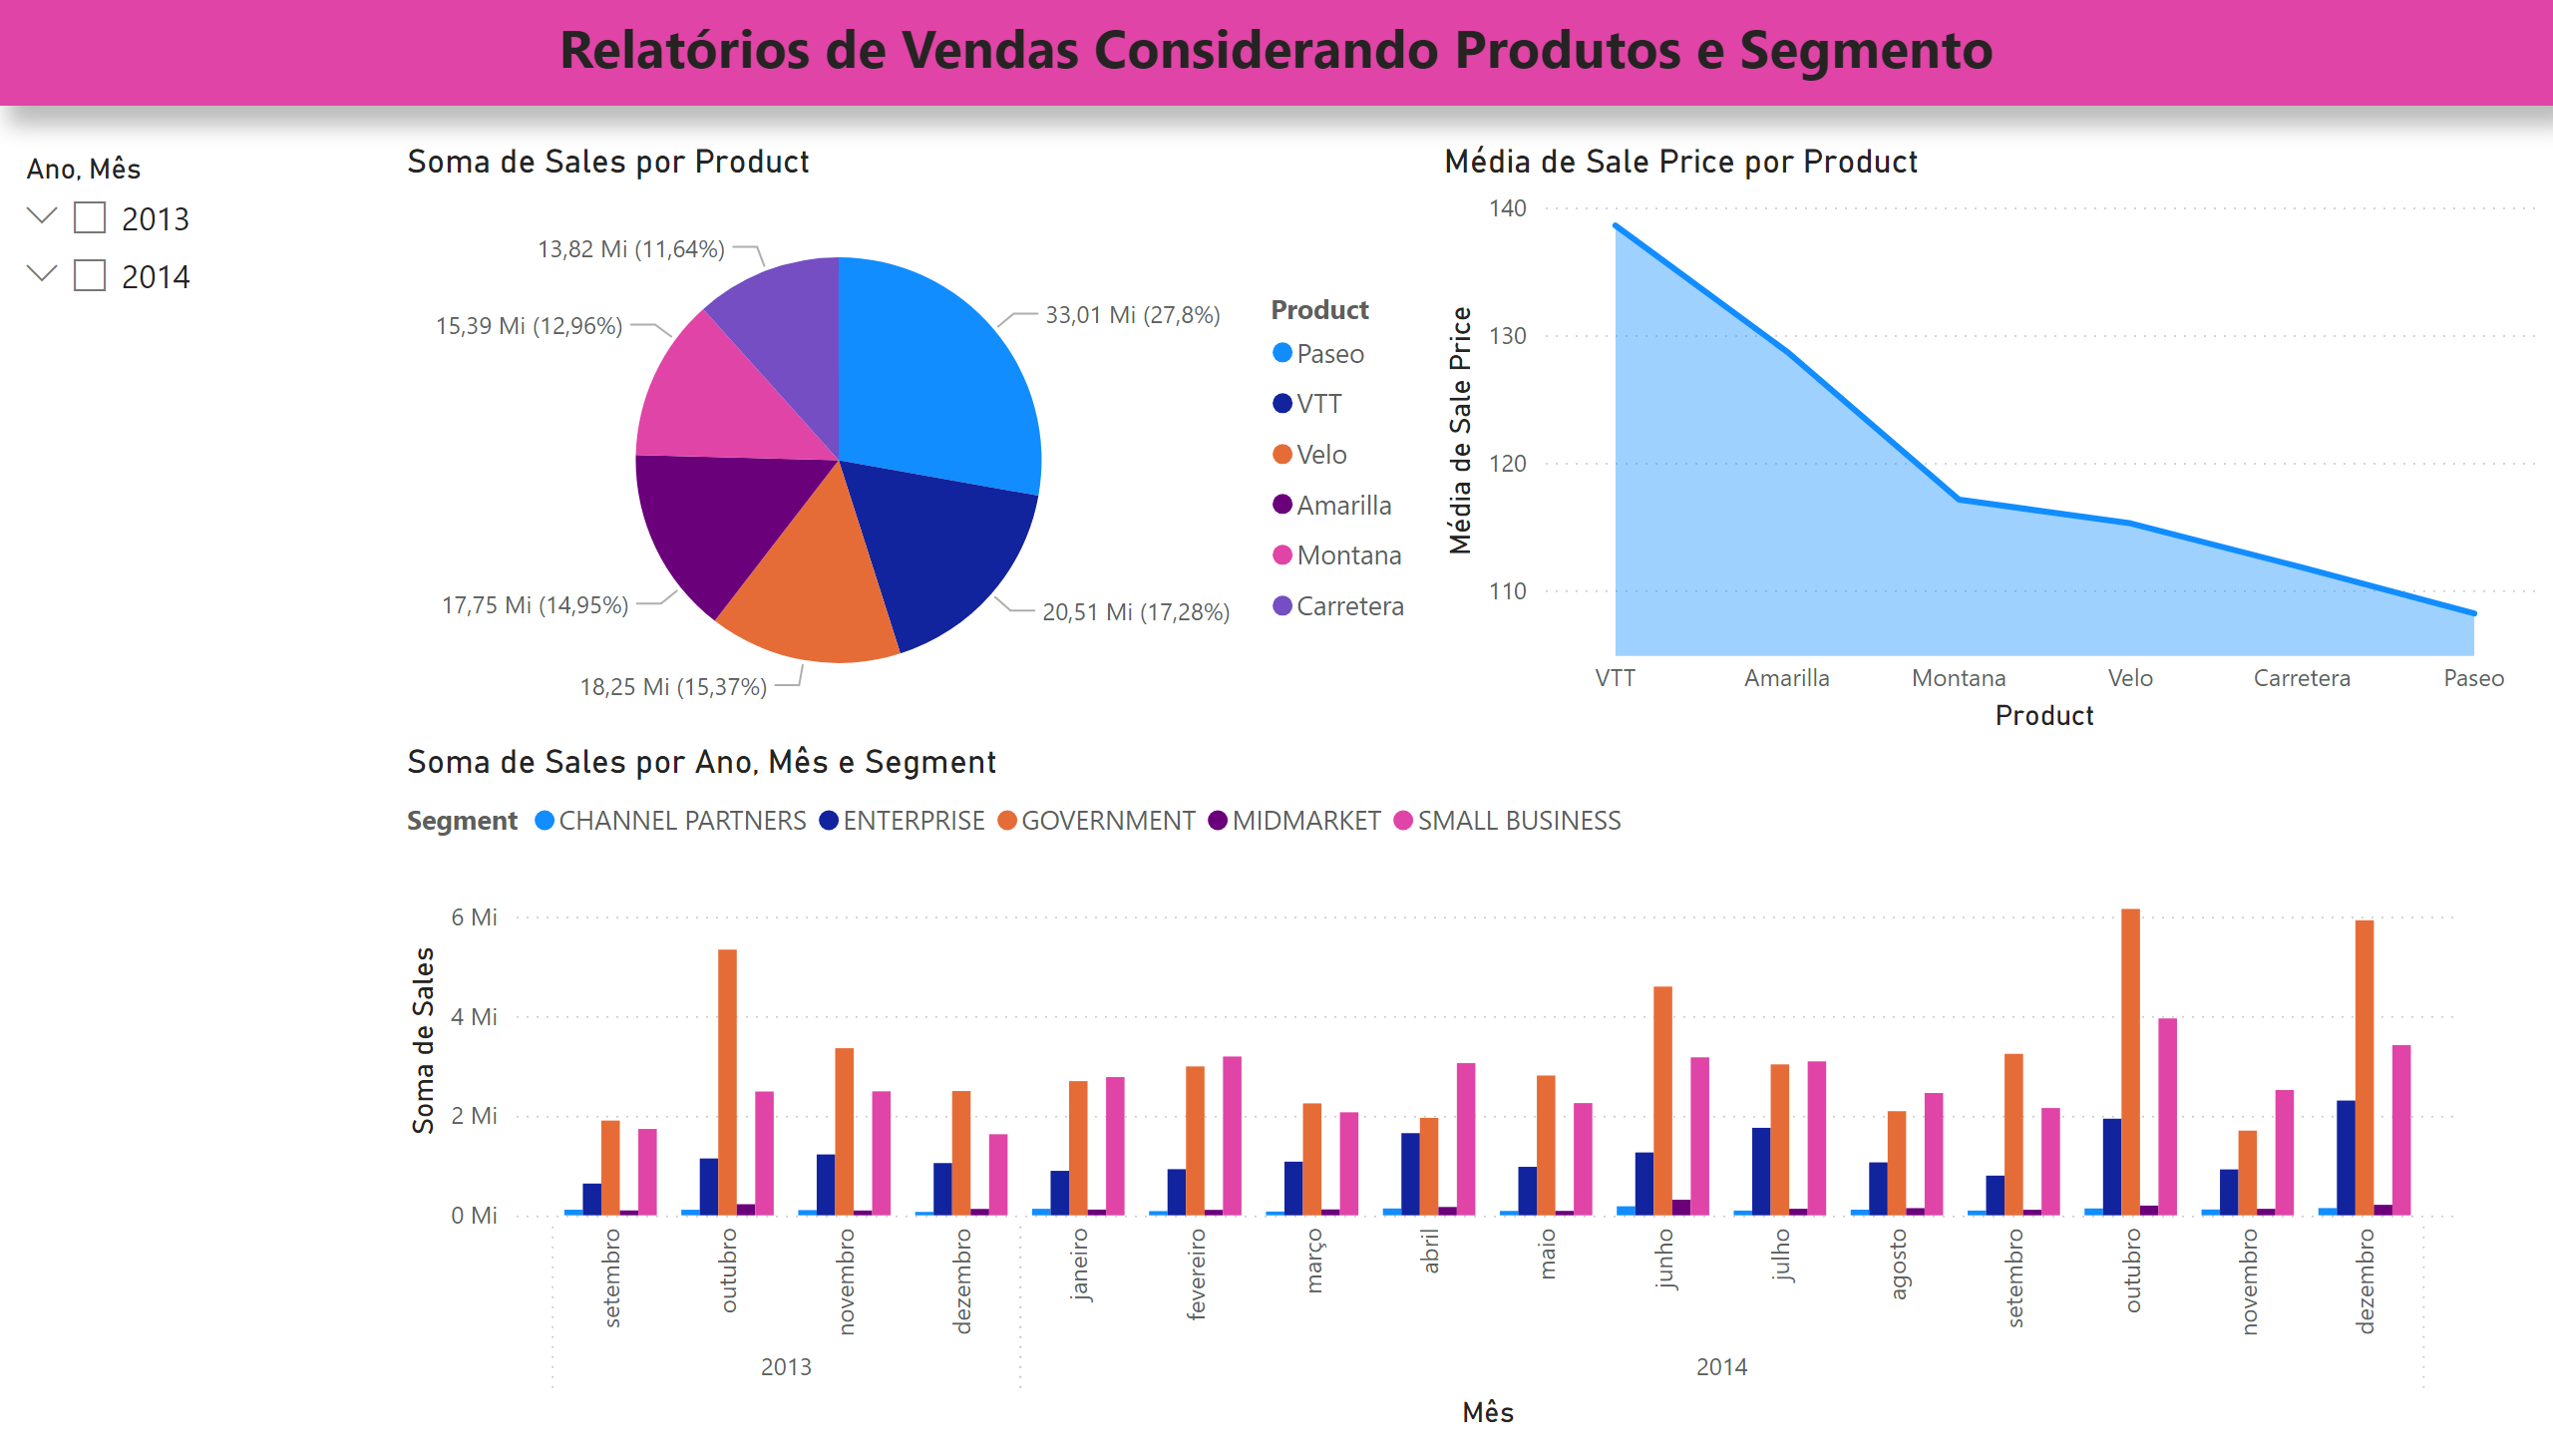 Relatórios de Vendas Considerando Produtos e Segmento
Ano, Mês
2013
2014
Soma de Sales por Product
13,82 Mi (11,64%)
15,39 Mi (12,96%)
33,01 Mi (27,8%)
17,75 Mi (14,95%)
20,51 Mi (17,28%)
18,25 Mi (15,37%)
Product
Paseo
VTT
Velo
Amarilla
Montana
Carretera
Média de Sale Price por Product
Média de Sale Price
140
130
120
110
VTT Amarilla Montana Velo Carretera Paseo
Product
Soma de Sales por Ano, Mês e Segment
Segment CHANNEL PARTNERS ENTERPRISE GOVERNMENT MIDMARKET SMALL BUSINESS
Soma de Sales
6 Mi
4 Mi
2 Mi
0 Mi
setembro outubro novembro dezembro janeiro fevereiro março abril maio junho julho agosto setembro outubro novembro dezembro
2013 2014
Mês